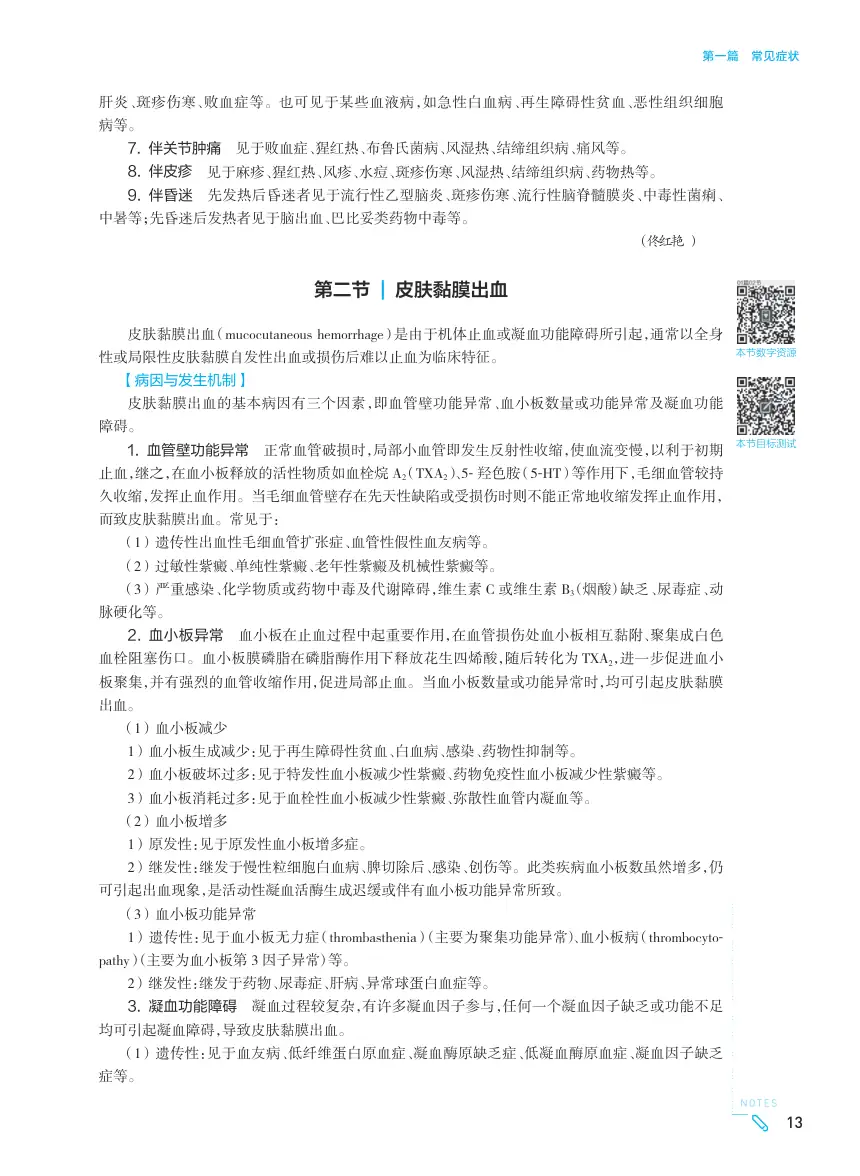 第一篇 常见症状
肝炎、斑疹伤寒、败血症等。也可见于某些血液病,如急性白血病、再生障碍性贫血、恶性组织细胞
病等。
7. 伴关节肿痛 见于败血症、猩红热、布鲁氏菌病、风湿热、结缔组织病、痛风等。
8. 伴皮疹 见于麻疹、猩红热、风疹、水痘、斑疹伤寒、风湿热、结缔组织病、药物热等。
9. 伴昏迷 先发热后昏迷者见于流行性乙型脑炎、斑疹伤寒、流行性脑脊髓膜炎、中毒性菌痢、
中暑等;先昏迷后发热者见于脑出血、巴比妥类药物中毒等。
(佟红艳 )
第二节 | 皮肤黏膜出血
本节数字资源
本节目标测试
皮肤黏膜出血(mucocutaneous hemorrhage)是由于机体止血或凝血功能障碍所引起,通常以全身
性或局限性皮肤黏膜自发性出血或损伤后难以止血为临床特征。
【病因与发生机制】
皮肤黏膜出血的基本病因有三个因素,即血管壁功能异常、血小板数量或功能异常及凝血功能
障碍。
1. 血管壁功能异常 正常血管破损时,局部小血管即发生反射性收缩,使血流变慢,以利于初期
止血,继之,在血小板释放的活性物质如血栓烷 A₂(TXA₂)、5- 羟色胺(5-HT)等作用下,毛细血管较持
久收缩,发挥止血作用。当毛细血管壁存在先天性缺陷或受损伤时则不能正常地收缩发挥止血作用,
而致皮肤黏膜出血。常见于:
(1)遗传性出血性毛细血管扩张症、血管性假性血友病等。
(2)过敏性紫癜、单纯性紫癜、老年性紫癜及机械性紫癜等。
(3)严重感染、化学物质或药物中毒及代谢障碍,维生素 C 或维生素 B₃(烟酸)缺乏、尿毒症、动
脉硬化等。
2. 血小板异常 血小板在止血过程中起重要作用,在血管损伤处血小板相互黏附、聚集成白色
血栓阻塞伤口。血小板膜磷脂在磷脂酶作用下释放花生四烯酸,随后转化为 TXA₂,进一步促进血小
板聚集,并有强烈的血管收缩作用,促进局部止血。当血小板数量或功能异常时,均可引起皮肤黏膜
出血。
(1)血小板减少
1)血小板生成减少:见于再生障碍性贫血、白血病、感染、药物性抑制等。
2)血小板破坏过多:见于特发性血小板减少性紫癜、药物免疫性血小板减少性紫癜等。
3)血小板消耗过多:见于血栓性血小板减少性紫癜、弥散性血管内凝血等。
(2)血小板增多
1)原发性:见于原发性血小板增多症。
2)继发性:继发于慢性粒细胞白血病、脾切除后、感染、创伤等。此类疾病血小板数虽然增多,仍
可引起出血现象,是活动性凝血活酶生成迟缓或伴有血小板功能异常所致。
(3)血小板功能异常
1)遗传性:见于血小板无力症(thrombasthenia)(主要为聚集功能异常)、血小板病(thrombocyto-
pathy)(主要为血小板第 3 因子异常)等。
2)继发性:继发于药物、尿毒症、肝病、异常球蛋白血症等。
3. 凝血功能障碍 凝血过程较复杂,有许多凝血因子参与,任何一个凝血因子缺乏或功能不足
均可引起凝血障碍,导致皮肤黏膜出血。
(1)遗传性:见于血友病、低纤维蛋白原血症、凝血酶原缺乏症、低凝血酶原血症、凝血因子缺乏
症等。
NOTES
13